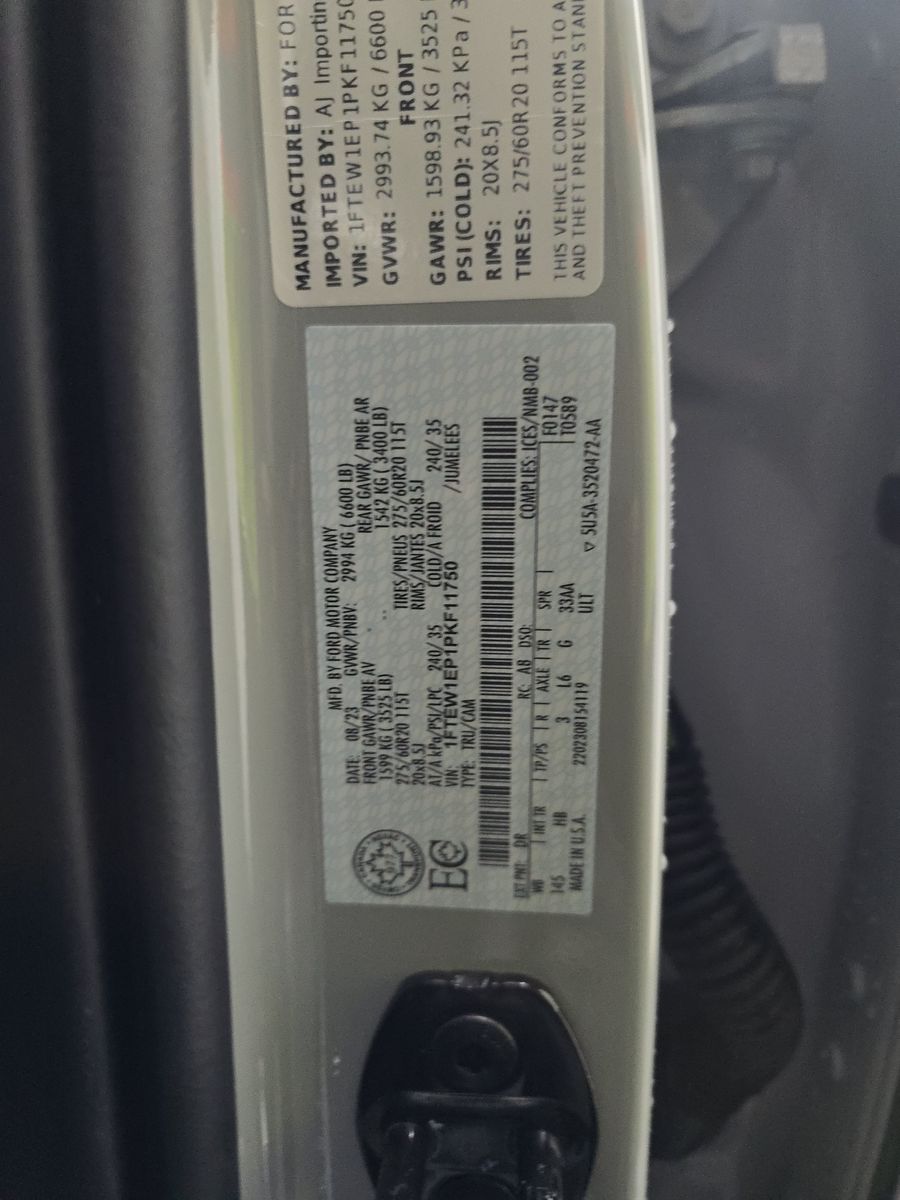 MANUFACTURED BY: FOR
IMPORTED BY: AJ Importin
VIN: 1FTEW1EP1PKF11750
GVWR: 2993.74 KG / 6600
FRONT
GAWR: 1598.93 KG / 3525
PSI (COLD): 241.32 KPa / 3
RIMS: 20X8.5J
TIRES: 275/60R20 115T
THIS VEHICLE CONFORMS TO A
AND THEFT PREVENTION STAN
MFD. BY FORD MOTOR COMPANY
DATE: 08/23 GVWR/PNBV: 2994 KG ( 6600 LB)
FRONT GAWR/PNBE AV REAR GAWR/ PNBE AR
1599 KG ( 3525 LB) 1542 KG ( 3400 LB)
275/60R20 115T TIRES/PNEUS 275/60R20 115T
20x8.5J RIMS/JANTES 20x8.5J
AT/A kPa/PSI/LPC 240/ 35 COLD/A FROID 240/ 35
VIN: 1FTEW1EP1PKF11750 /JUMELEES
TYPE: TRU/CAM
EC
EXT PNT: DR RC: AB DSO: COMPLIES: ICES/NMB-002
WB INT TR TP/PS R AXLE TR SPR F0147
145 HB 3 L6 G 33AA T0589
MADE IN U.S.A. 2202308154119 ULT
▽ SU5A-3520472-AA